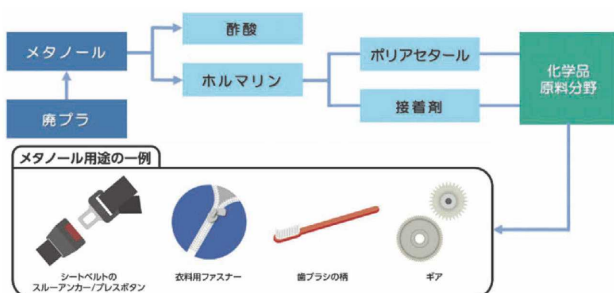 酢酸
メタノール
ホルマリン
ポリアセタール
化学品
原料分野
接着剤
廃プラ
メタノール用途の一例
シートベルトの
スルーアンカー/プレスボタン
衣料用ファスナー
歯ブラシの柄
ギア